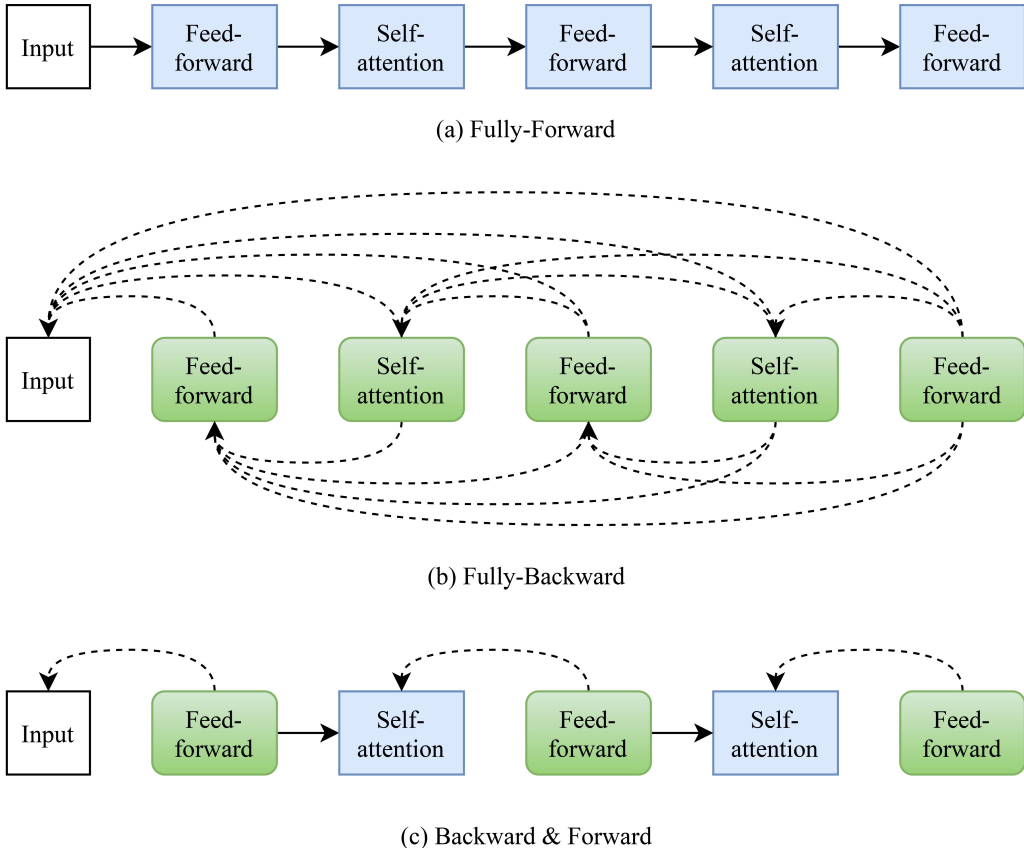 Input
Feed-
forward
Self-
attention
Feed-
forward
Self-
attention
Feed-
forward
(a) Fully-Forward
Input
Feed-
forward
Self-
attention
Feed-
forward
Self-
attention
Feed-
forward
(b) Fully-Backward
Input
Feed-
forward
Self-
attention
Feed-
forward
Self-
attention
Feed-
forward
(c) Backward & Forward